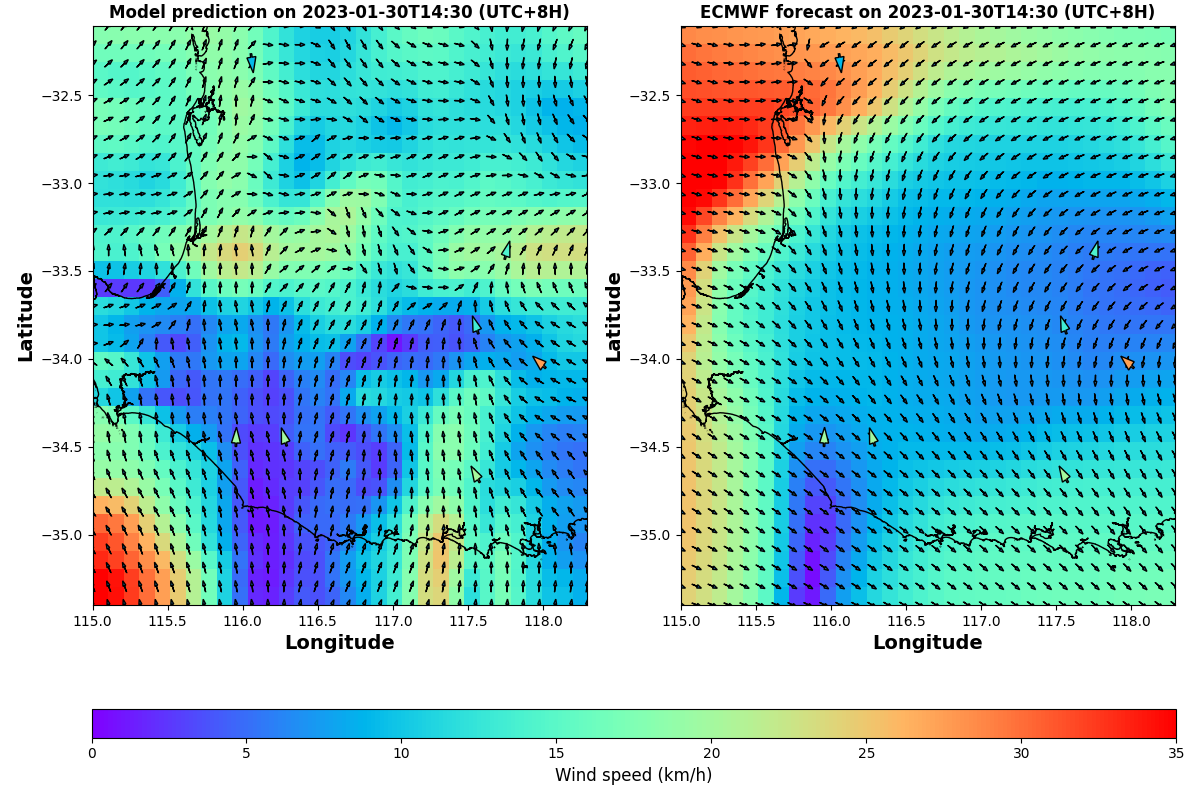 Model prediction on 2023-01-30T14:30 (UTC+8H)
ECMWF forecast on 2023-01-30T14:30 (UTC+8H)
−32.5
−33.0
−33.5
−34.0
−34.5
−35.0
Latitude
115.0 115.5 116.0 116.5 117.0 117.5 118.0
Longitude
−32.5
−33.0
−33.5
−34.0
−34.5
−35.0
Latitude
115.0 115.5 116.0 116.5 117.0 117.5 118.0
Longitude
0 5 10 15 20 25 30 35
Wind speed (km/h)